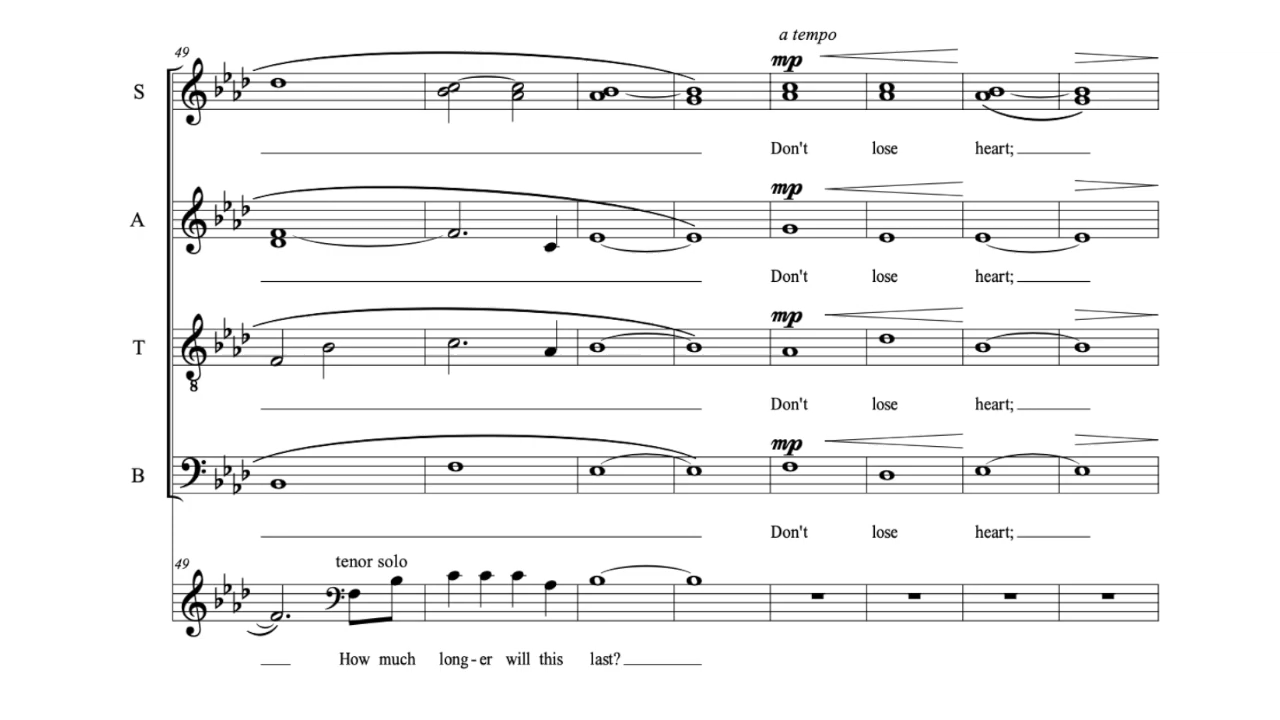 a tempo
49
mp
S
Don't lose heart;
mp
A
Don't lose heart;
mp
T
8
Don't lose heart;
mp
B
Don't lose heart;
49
tenor solo
How much long - er will this last?